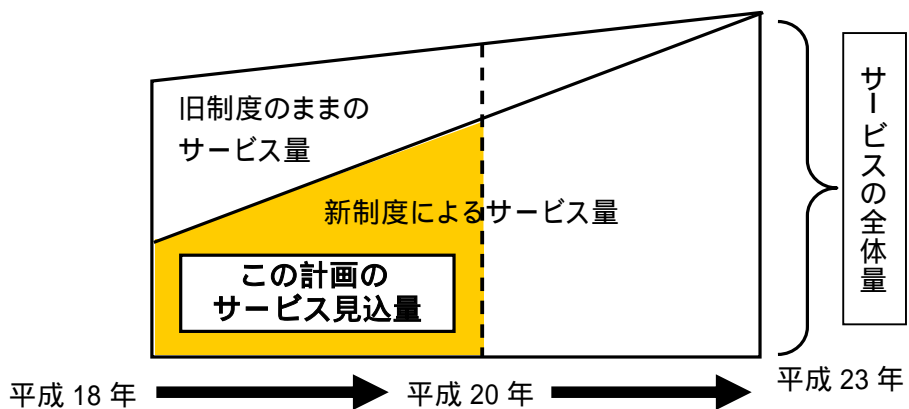 旧制度のままの
サービス量
新制度によるサービス量
この計画の
サービス見込量
サービスの全体量
平成 18 年
平成 20 年
平成 23 年